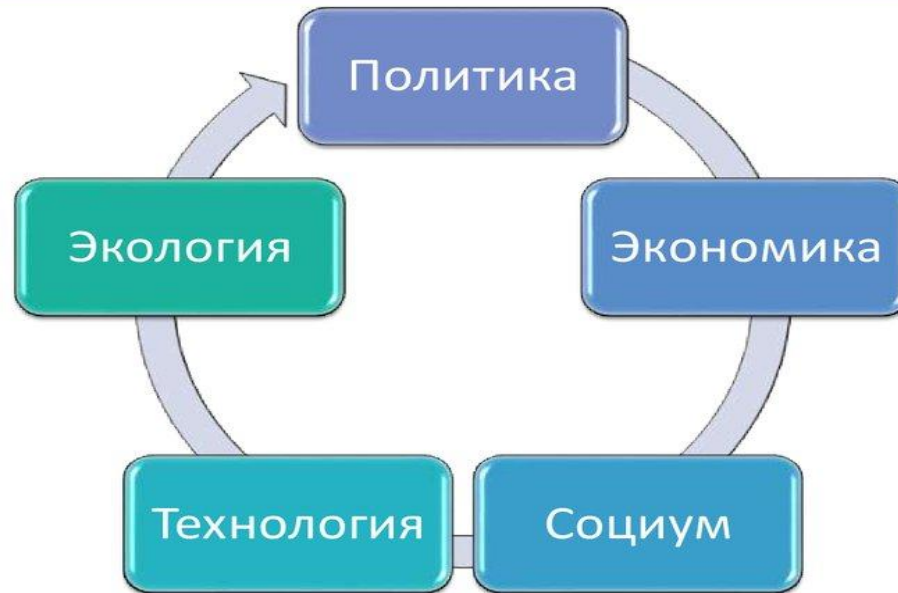 Политика
Экономика
Социум
Технология
Экология